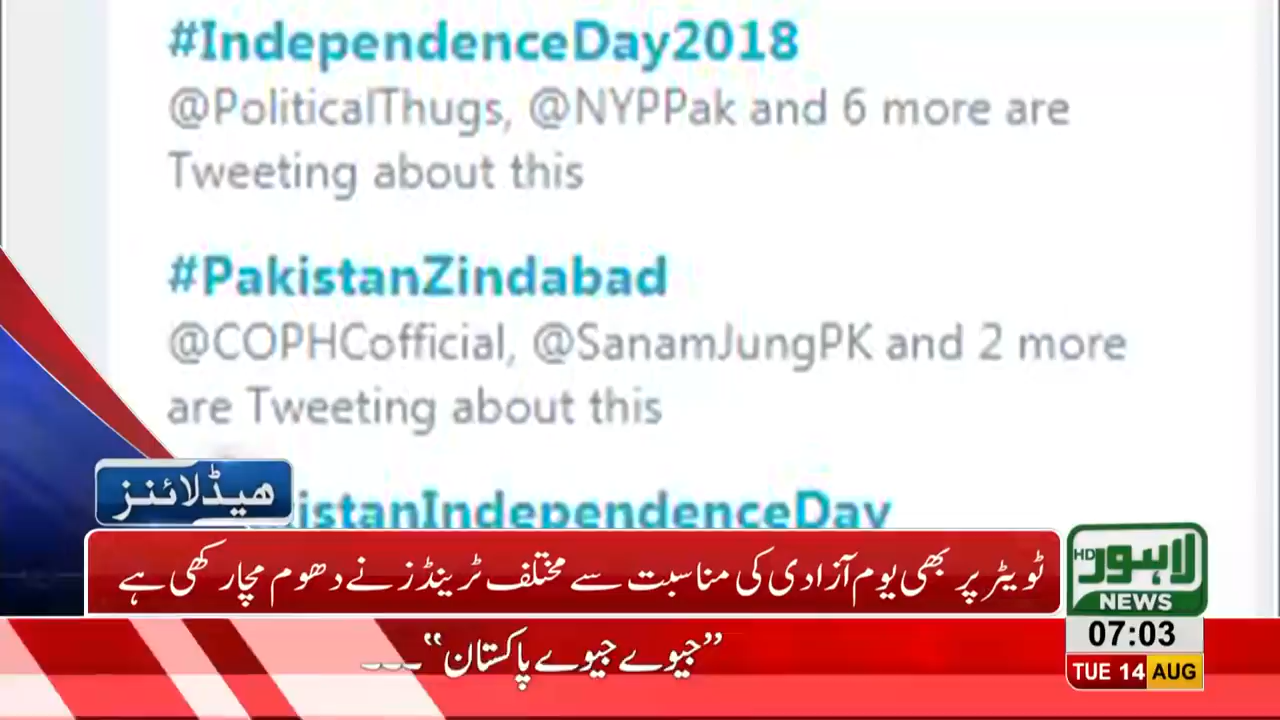 #IndependenceDay2018
@PoliticalThugs, @NYPPak and 6 more are
Tweeting about this
#PakistanZindabad
@COPHCofficial, @SanamJungPK and 2 more
are Tweeting about this
istanIndependenceDay
ھیڈلائنز
ٹویٹر پر بھی یوم آزادی کی مناسبت سے مختلف ٹرینڈز نے دھوم مچا رکھی ہے
”جیوے جیوے پاکستان“۔۔۔
لاہور HD
NEWS
07:03
TUE 14 AUG